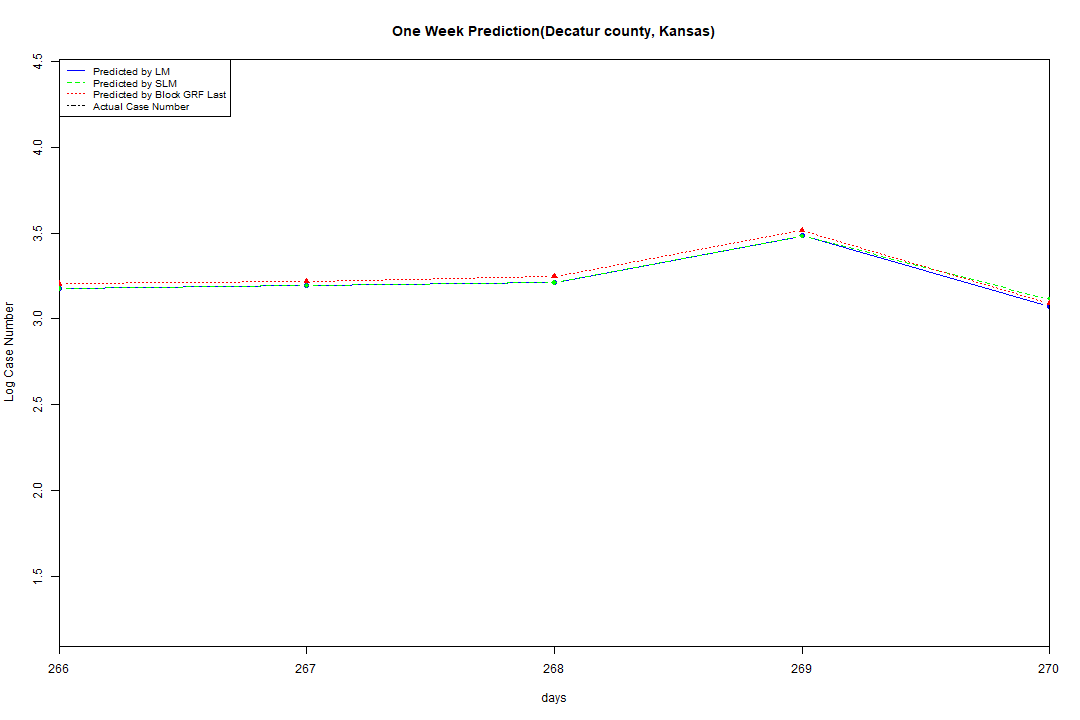 One Week Prediction(Decatur county, Kansas)
Predicted by LM
Predicted by SLM
Predicted by Block GRF Last
Actual Case Number
Log Case Number
4.5
4.0
3.5
3.0
2.5
2.0
1.5
266 267 268 269 270
days